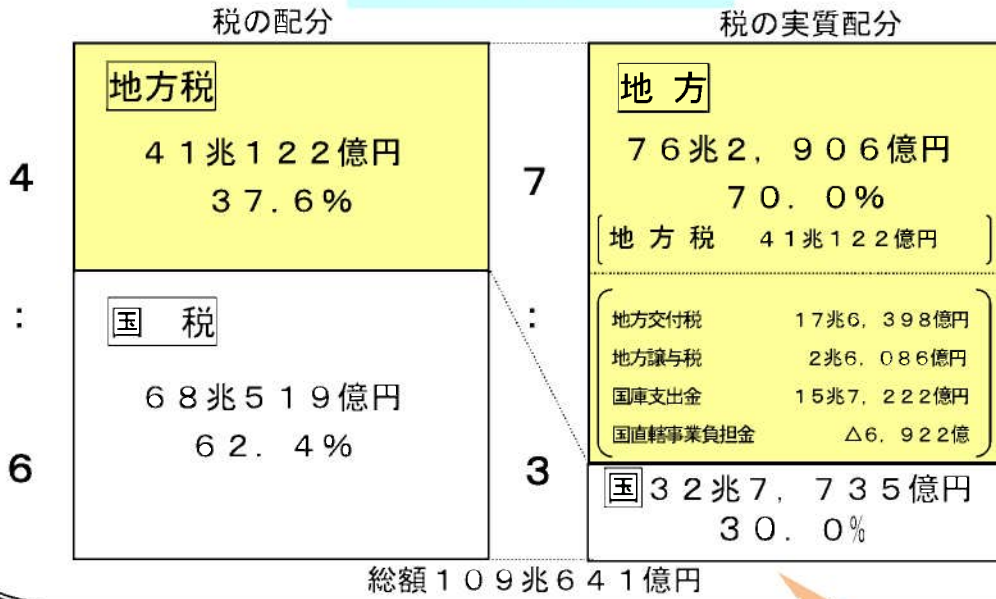 税の配分
地方税
41兆122億円
37.6%
国 税
68兆519億円
62.4%
4
:
6
税の実質配分
地 方
76兆2,906億円
70.0%
地 方 税 41兆122億円
地方交付税 17兆6,398億円
地方譲与税 2兆6,086億円
国庫支出金 15兆7,222億円
国直轄事業負担金 △6,922億
国32兆7,735億円
30.0%
7
:
3
総額109兆641億円